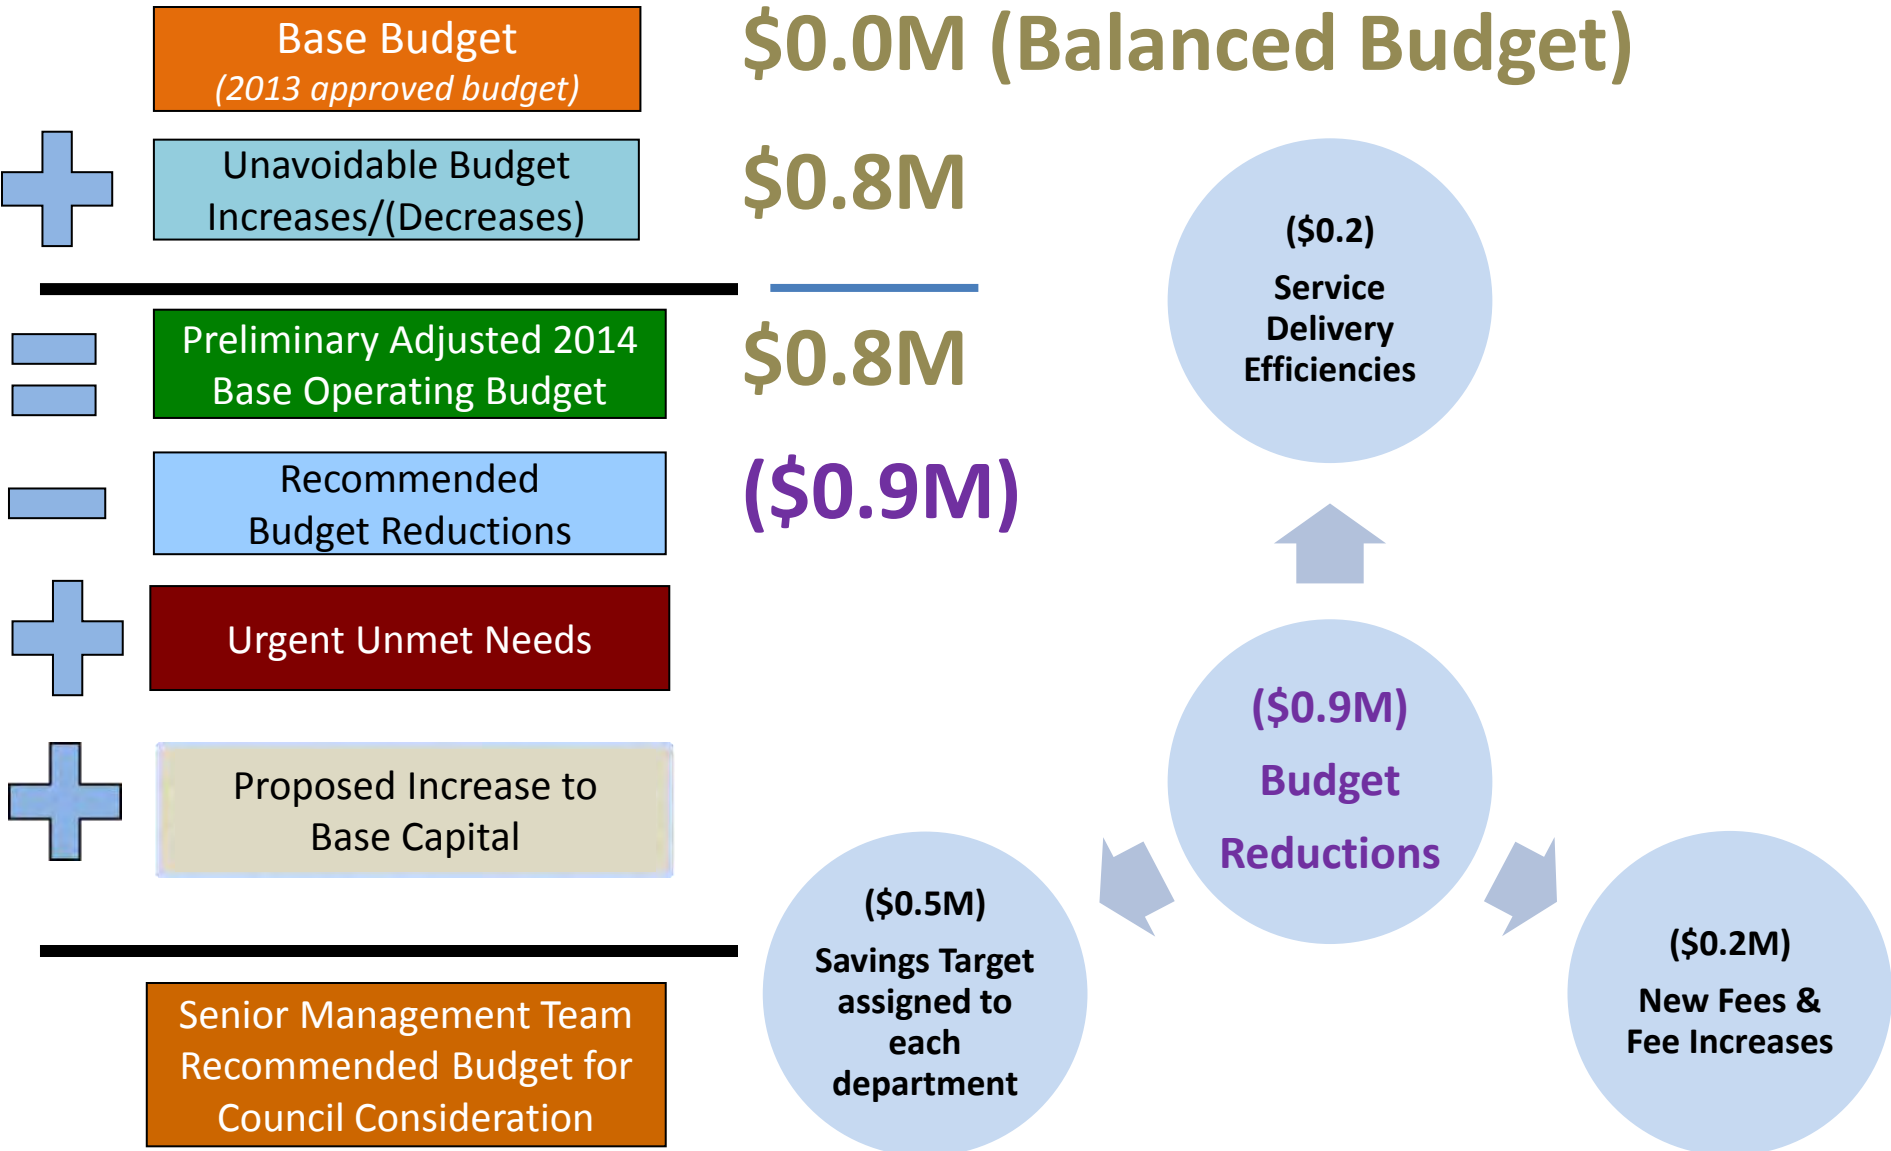 Base Budget
(2013 approved budget)
$0.0M (Balanced Budget)
Unavoidable Budget
Increases/(Decreases)
$0.8M
Preliminary Adjusted 2014
Base Operating Budget
$0.8M
Recommended
Budget Reductions
($0.9M)
Urgent Unmet Needs
Proposed Increase to
Base Capital
Senior Management Team
Recommended Budget for
Council Consideration
($0.2)
Service
Delivery
Efficiencies
($0.9M)
Budget
Reductions
($0.5M)
Savings Target
assigned to
each
department
($0.2M)
New Fees &
Fee Increases